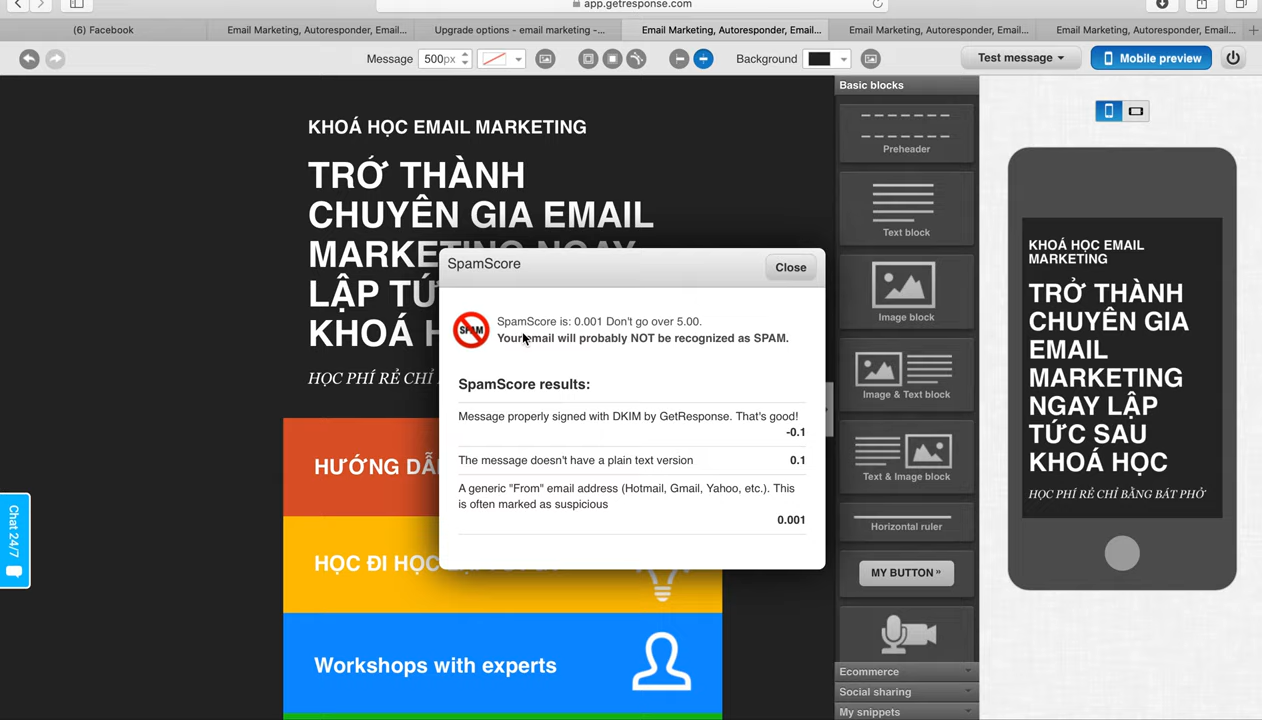 app.getresponse.com
(6) Facebook
Email Marketing, Autoresponder, Email...
Upgrade options - email marketing -...
Email Marketing, Autoresponder, Emai...
Email Marketing, Autoresponder, Email...
Email Marketing, Autoresponder, Emai...
Message
500px
Background
Test message
Mobile preview
KHOÁ HỌC EMAIL MARKETING
TRỞ THÀNH
CHUYÊN GIA EMAIL
MARKETING NGAY
LẬP TỨ
KHOÁ H
HỌC PHÍ RẺ CHỈ
HƯỚNG DẪ
HỌC ĐI HỌC
Workshops with experts
SpamScore
Close
SPAM
SpamScore is: 0.001 Don't go over 5.00.
Your email will probably NOT be recognized as SPAM.
SpamScore results:
Message properly signed with DKIM by GetResponse. That's good!
-0.1
The message doesn't have a plain text version 0.1
A generic "From" email address (Hotmail, Gmail, Yahoo, etc.). This
is often marked as suspicious
0.001
Chat 24/7
Basic blocks
Preheader
Text block
Image block
Image & Text block
Text & Image block
Horizontal ruler
MY BUTTON »
Ecommerce
Social sharing
My snippets
KHOÁ HỌC EMAIL
MARKETING
TRỞ THÀNH
CHUYÊN GIA
EMAIL
MARKETING
NGAY LẬP
TỨC SAU
KHOÁ HỌC
HỌC PHÍ RẺ CHỈ BẰNG BÁT PHỞ